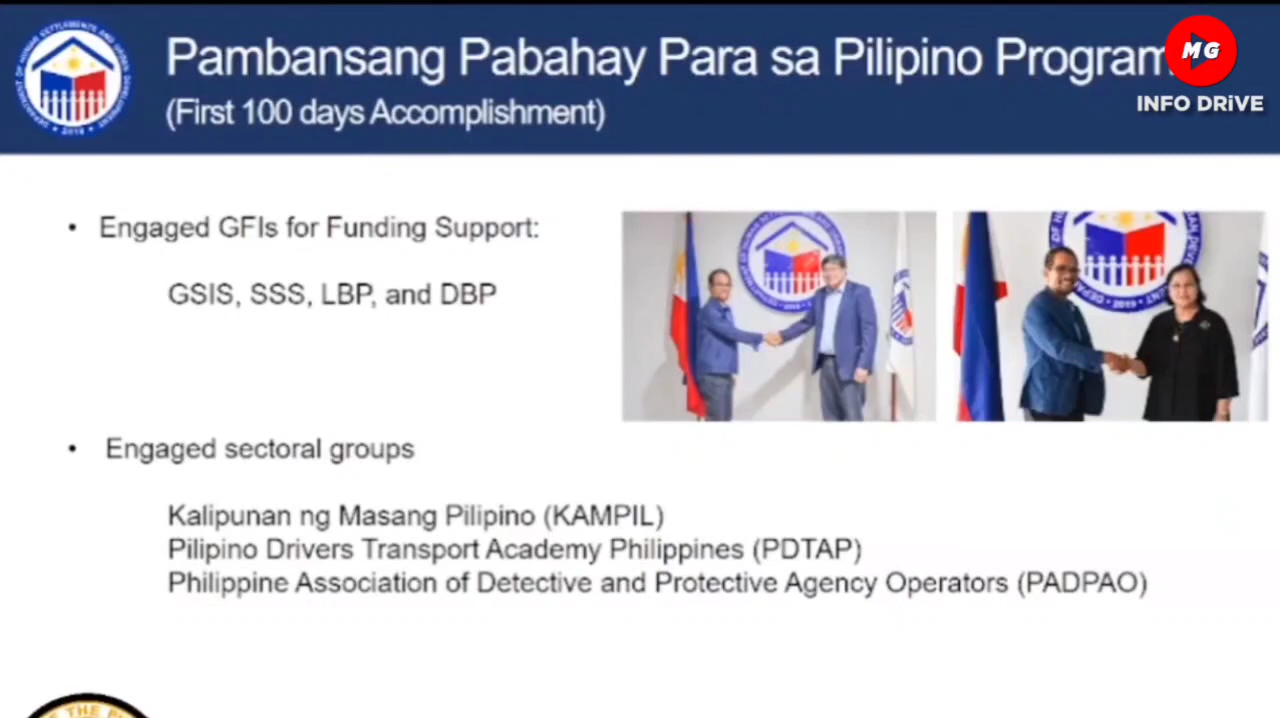 Pambansang Pabahay Para sa Pilipino Program
(First 100 days Accomplishment)
MG
INFO DRiVE
• Engaged GFIs for Funding Support:
GSIS, SSS, LBP, and DBP
• Engaged sectoral groups
Kalipunan ng Masang Pilipino (KAMPIL)
Pilipino Drivers Transport Academy Philippines (PDTAP)
Philippine Association of Detective and Protective Agency Operators (PADPAO)